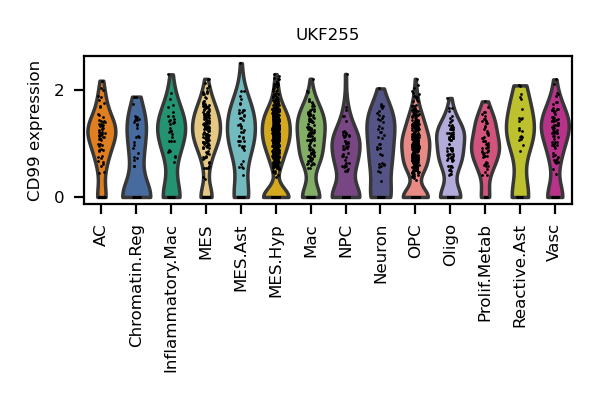 UKF255
CD99 expression
2
0
AC
Chromatin.Reg
Inflammatory.Mac
MES
MES.Ast
MES.Hyp
Mac
NPC
Neuron
OPC
Oligo
Prolif.Metab
Reactive.Ast
Vasc